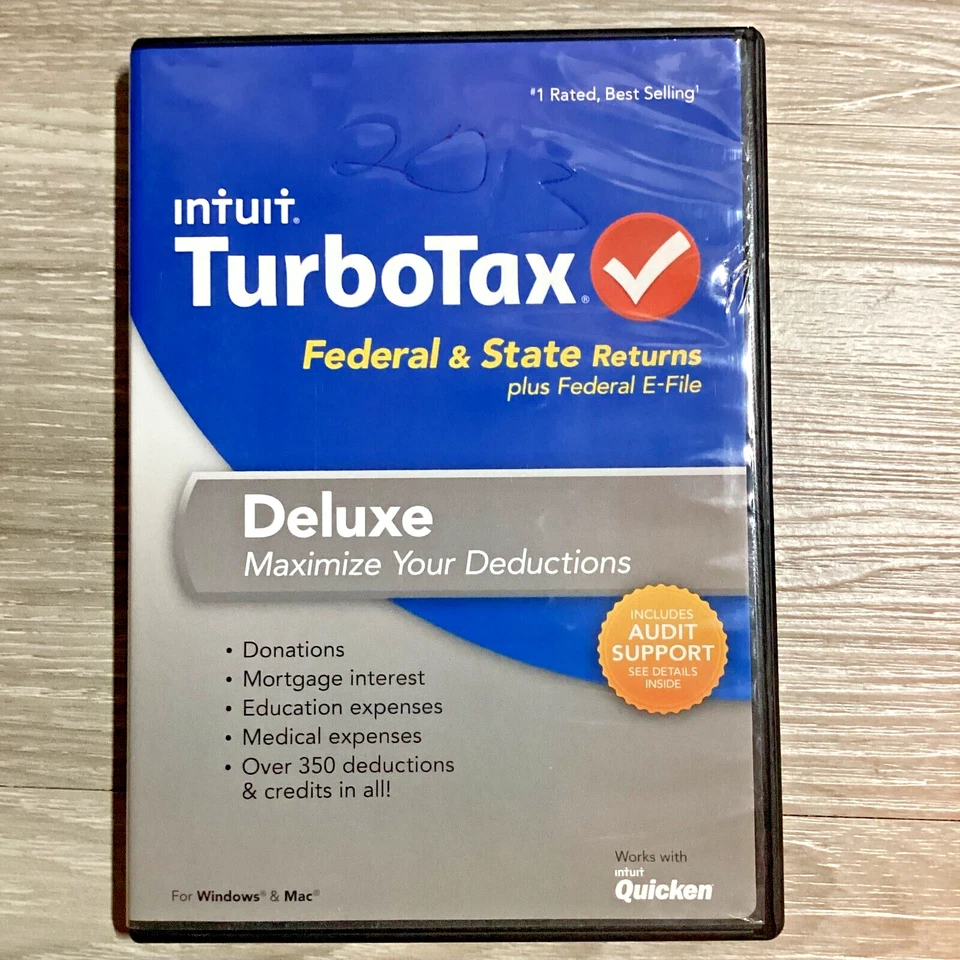 #1 Rated, Best Selling¹
2013
intuit®
TurboTax®
Federal & State Returns
plus Federal E-File
Deluxe
Maximize Your Deductions
INCLUDES
AUDIT
SUPPORT
SEE DETAILS
INSIDE
• Donations
• Mortgage interest
• Education expenses
• Medical expenses
• Over 350 deductions
& credits in all!
Works with
intuit
Quicken®
For Windows® & Mac®